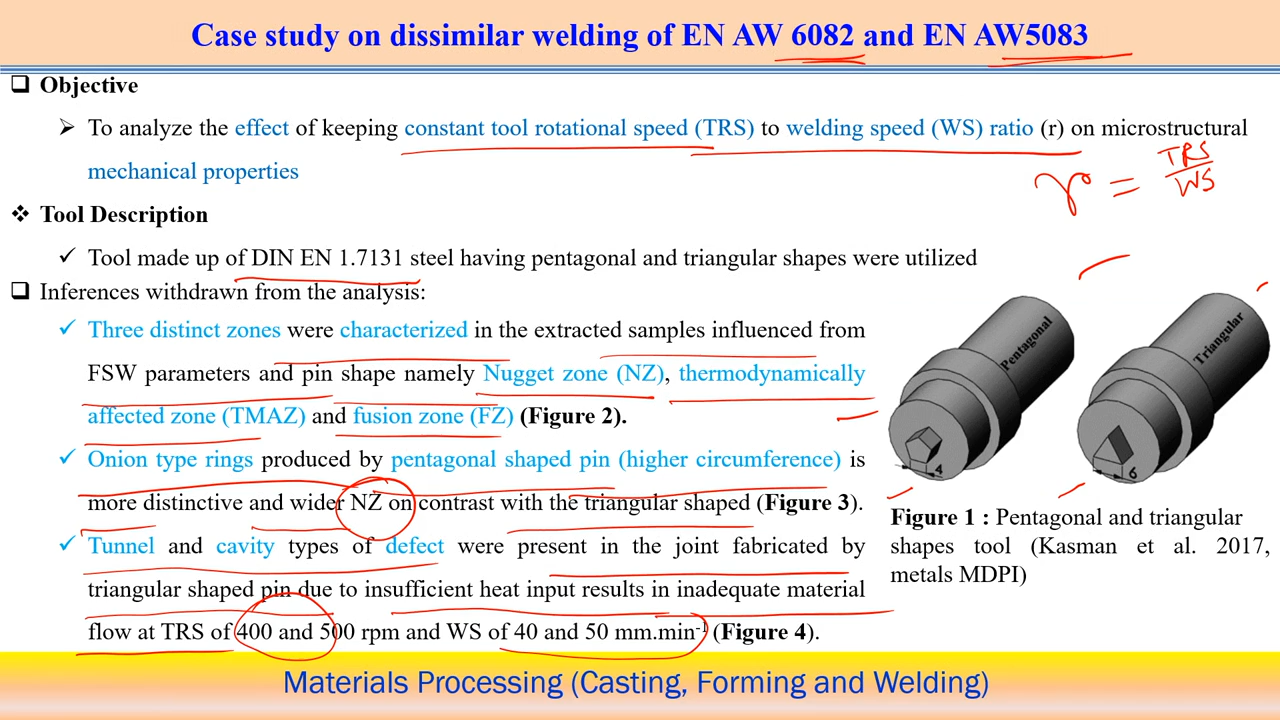 Case study on dissimilar welding of EN AW 6082 and EN AW5083
❑ Objective
➢ To analyze the effect of keeping constant tool rotational speed (TRS) to welding speed (WS) ratio (r) on microstructural
mechanical properties
r = TRS/WS
❖ Tool Description
✓ Tool made up of DIN EN 1.7131 steel having pentagonal and triangular shapes were utilized
❑ Inferences withdrawn from the analysis:
✓ Three distinct zones were characterized in the extracted samples influenced from
FSW parameters and pin shape namely Nugget zone (NZ), thermodynamically
affected zone (TMAZ) and fusion zone (FZ) (Figure 2).
✓ Onion type rings produced by pentagonal shaped pin (higher circumference) is
more distinctive and wider NZ on contrast with the triangular shaped (Figure 3).
✓ Tunnel and cavity types of defect were present in the joint fabricated by
triangular shaped pin due to insufficient heat input results in inadequate material
flow at TRS of 400 and 500 rpm and WS of 40 and 50 mm.min⁻¹ (Figure 4).
Pentagonal
4
Triangular
6
Figure 1 : Pentagonal and triangular
shapes tool (Kasman et al. 2017,
metals MDPI)
Materials Processing (Casting, Forming and Welding)